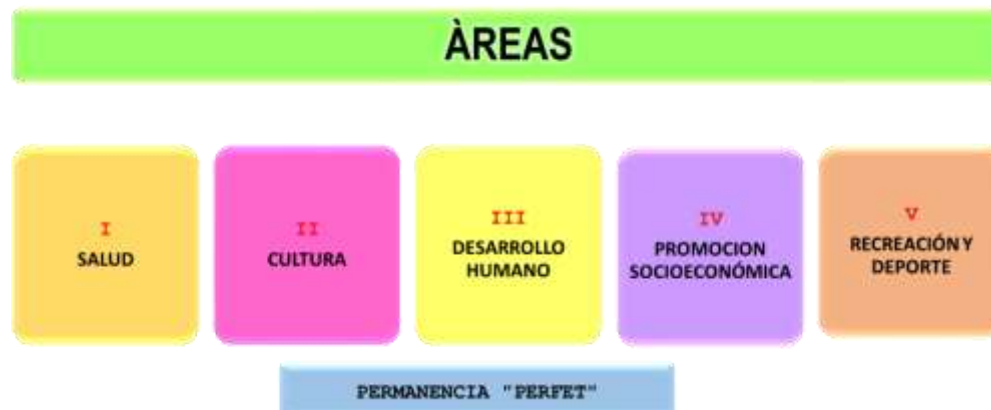 ÀREAS
I
SALUD
II
CULTURA
III
DESARROLLO
HUMANO
IV
PROMOCION
SOCIOECONÓMICA
V
RECREACIÓN Y
DEPORTE
PERMANENCIA "PERFET"